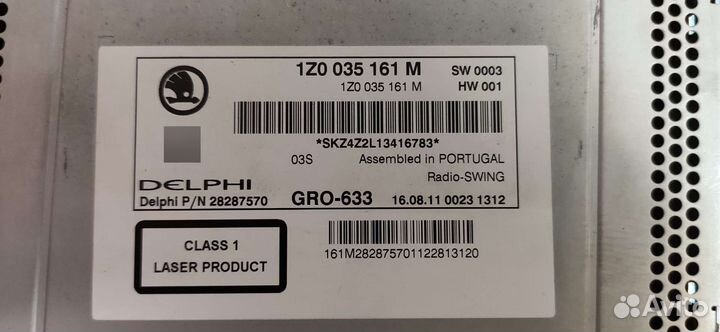 1Z0 035 161 M SW 0003
1Z0 035 161 M HW 001
*SKZ4Z2L13416783*
03S Assembled in PORTUGAL
Radio-SWING
DELPHI
Delphi P/N 28287570 GRO-633 16.08.11 0023 1312
CLASS 1
LASER PRODUCT
161M282875701122813120
Avito